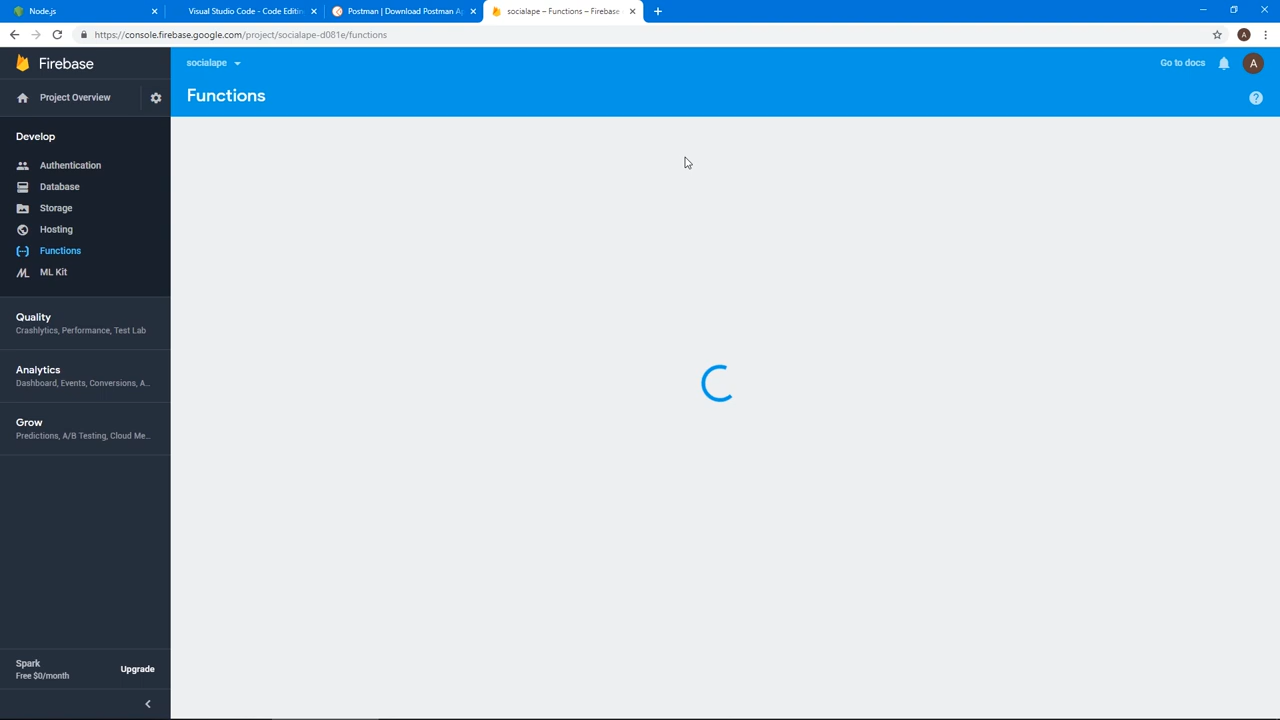 Node.js
Visual Studio Code - Code Editin
Postman | Download Postman Ap
socialape – Functions – Firebase
https://console.firebase.google.com/project/socialape-d081e/functions
A
Firebase
socialape
Go to docs
A
Project Overview
Functions
Develop
Authentication
Database
Storage
Hosting
Functions
ML Kit
Quality
Crashlytics, Performance, Test Lab
Analytics
Dashboard, Events, Conversions, A...
Grow
Predictions, A/B Testing, Cloud Me...
Spark
Free $0/month
Upgrade